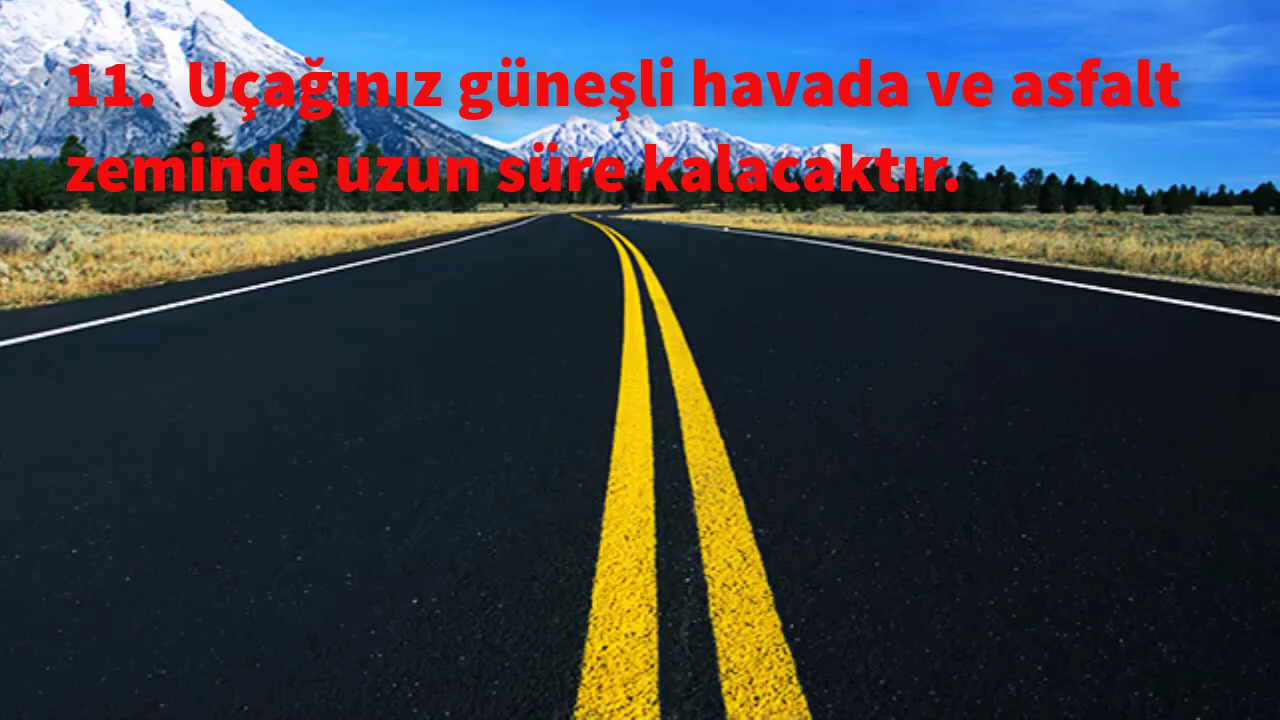 11. Uçağınız güneşli havada ve asfalt
zeminde uzun süre kalacaktır.